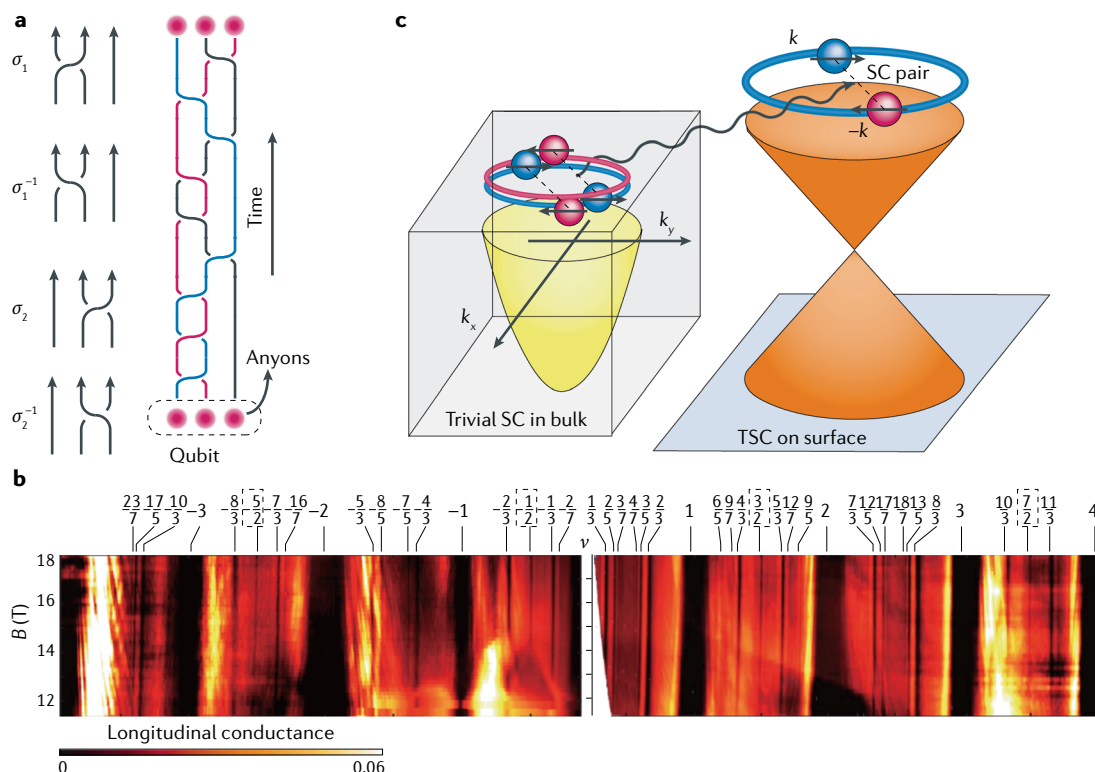 a
σ₁
σ₁⁻¹
σ₂
σ₂⁻¹
Time
Anyons
Qubit
c
k
SC pair
−k
k_y
k_x
Trivial SC in bulk
TSC on surface
b
−23/7 −17/5 −10/3 −3 −8/3 −5/2 −7/3 −16/7 −2 −5/3 −8/5 −7/5 −4/3 −1 −2/3 −1/2 −1/3 −2/7 1/3 2/5 3/7 4/7 3/5 2/3 1 6/5 9/7 4/3 3/2 5/3 12/7 9/5 2 7/3 12/5 17/7 18/7 13/5 8/3 3 10/3 7/2 11/3 4
ν
B (T)
18
16
14
12
Longitudinal conductance
0 0.06